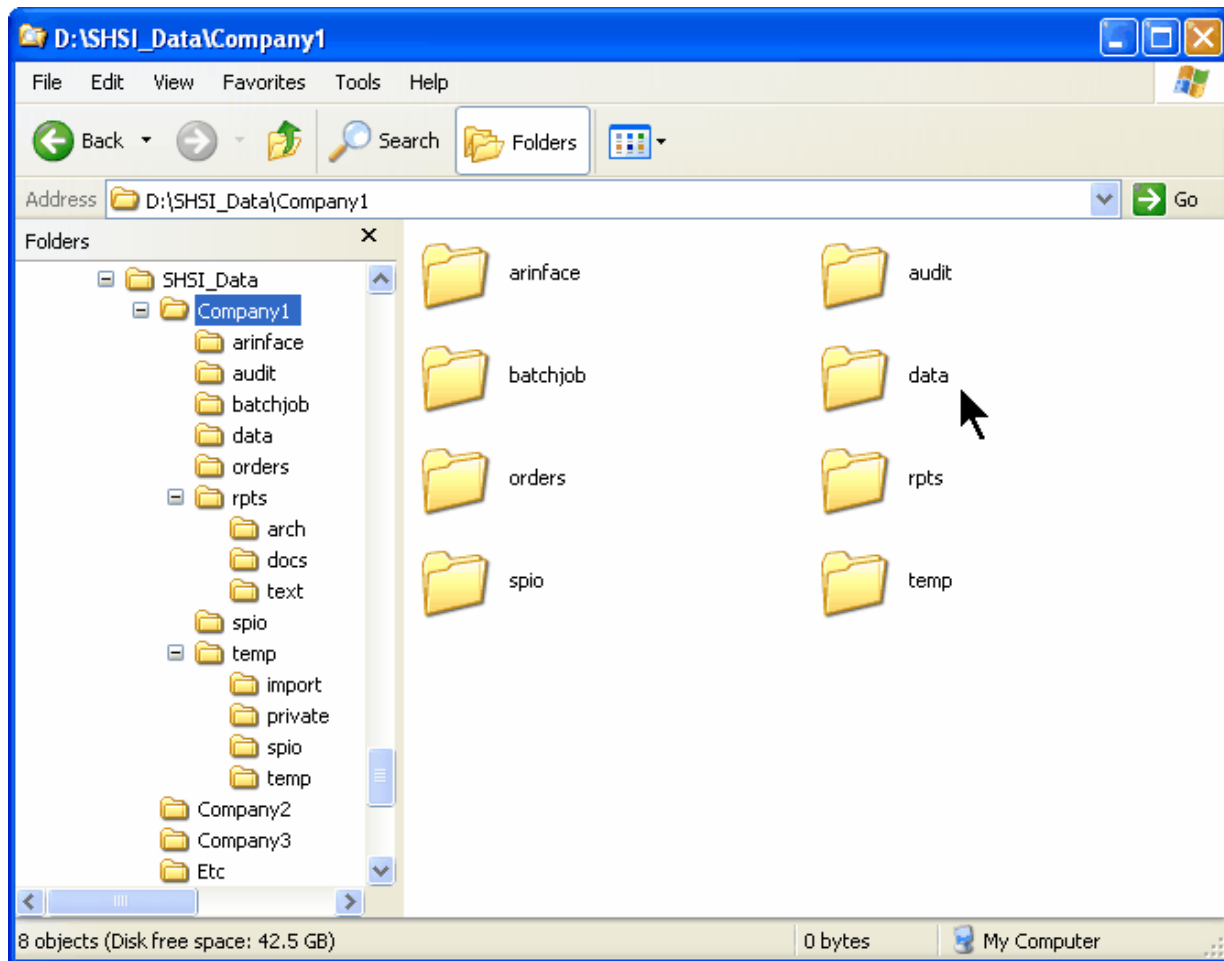 D:\SHSI_Data\Company1
File Edit View Favorites Tools Help
Back Search Folders
Address D:\SHSI_Data\Company1 Go
Folders
SHSI_Data
Company1
arinface
audit
batchjob
data
orders
rpts
arch
docs
text
spio
temp
import
private
spio
temp
Company2
Company3
Etc
arinface audit
batchjob data
orders rpts
spio temp
8 objects (Disk free space: 42.5 GB) 0 bytes My Computer